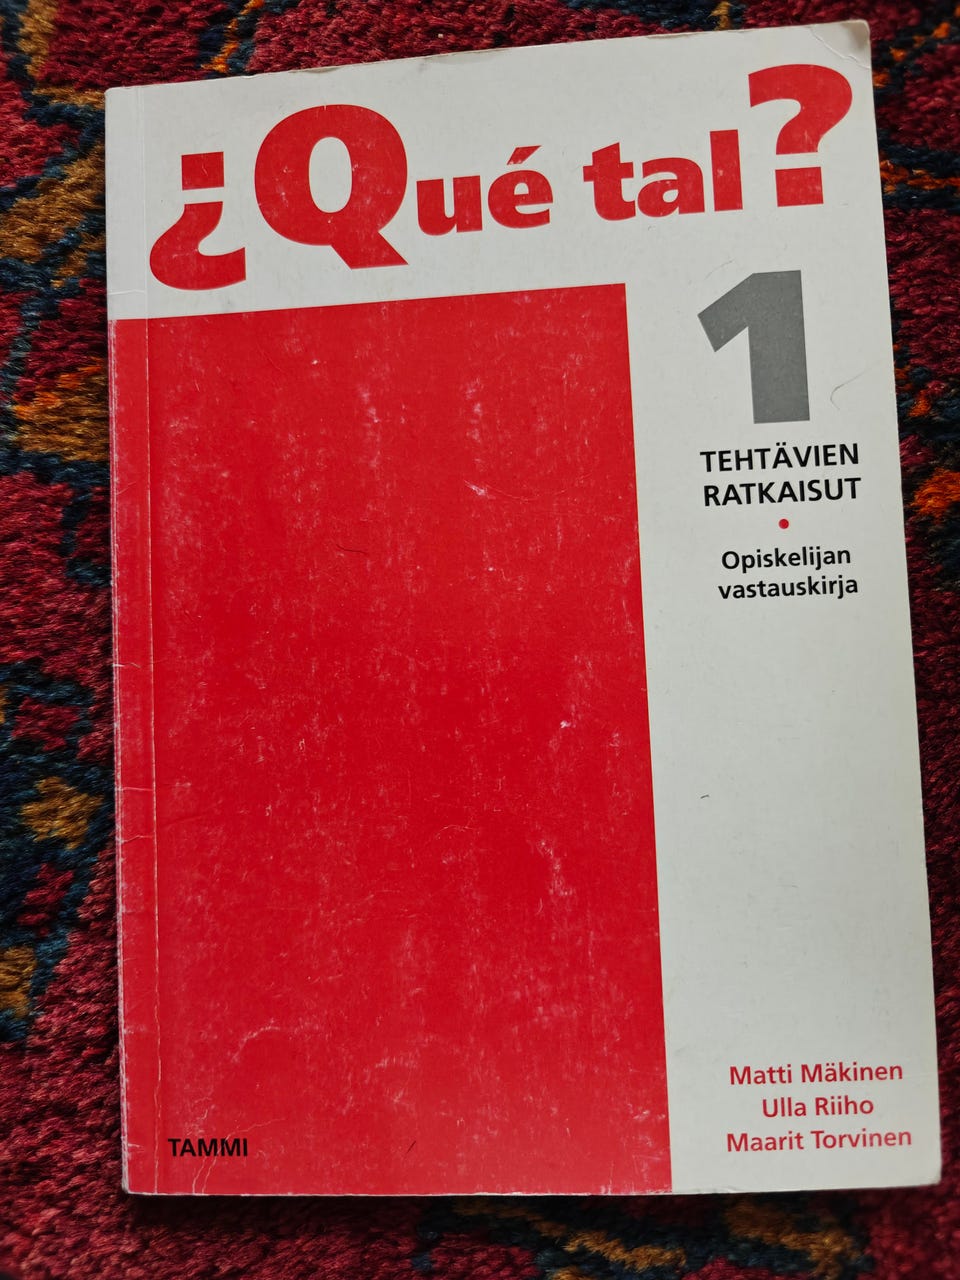 ¿Qué tal?
1
TEHTÄVIEN
RATKAISUT
•
Opiskelijan
vastauskirja
Matti Mäkinen
Ulla Riiho
Maarit Torvinen
TAMMI